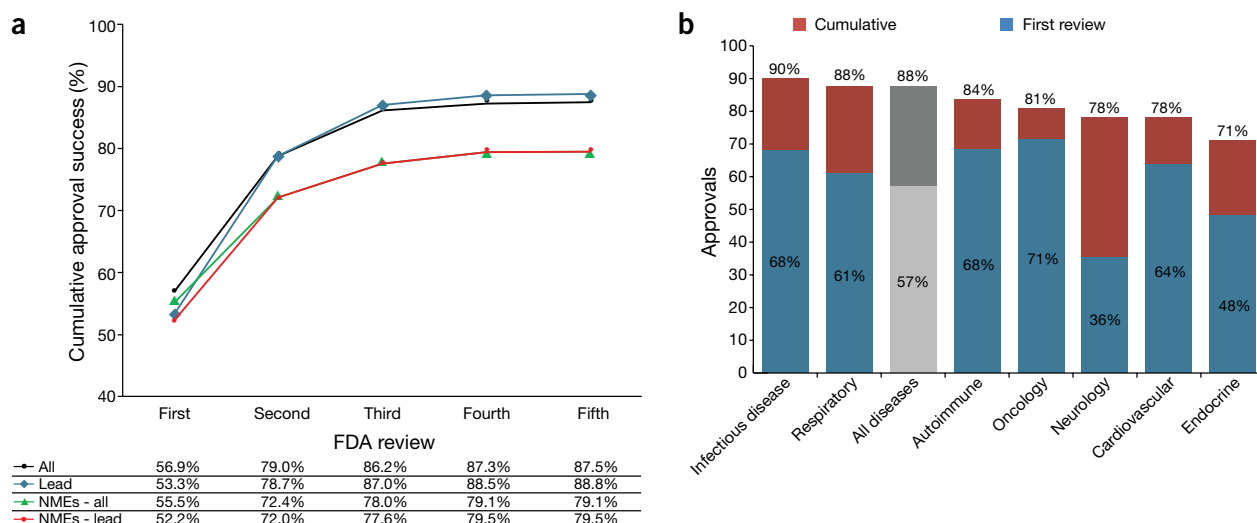 a
Cumulative approval success (%)
100
90
80
70
60
50
40
First Second Third Fourth Fifth
FDA review
All 56.9% 79.0% 86.2% 87.3% 87.5%
Lead 53.3% 78.7% 87.0% 88.5% 88.8%
NMEs - all 55.5% 72.4% 78.0% 79.1% 79.1%
NMEs - lead 52.2% 72.0% 77.6% 79.5% 79.5%
b
Cumulative First review
Approvals
100
90
80
70
60
50
40
30
20
10
0
90% 88% 88% 84% 81% 78% 78% 71%
68% 61% 57% 68% 71% 36% 64% 48%
Infectious disease
Respiratory
All diseases
Autoimmune
Oncology
Neurology
Cardiovascular
Endocrine